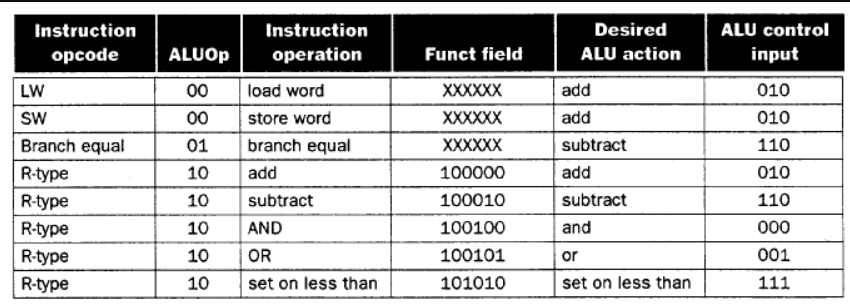 Instruction opcode ALUOp Instruction operation Funct field Desired ALU action ALU control input
LW 00 load word XXXXXX add 010
SW 00 store word XXXXXX add 010
Branch equal 01 branch equal XXXXXX subtract 110
R-type 10 add 100000 add 010
R-type 10 subtract 100010 subtract 110
R-type 10 AND 100100 and 000
R-type 10 OR 100101 or 001
R-type 10 set on less than 101010 set on less than 111